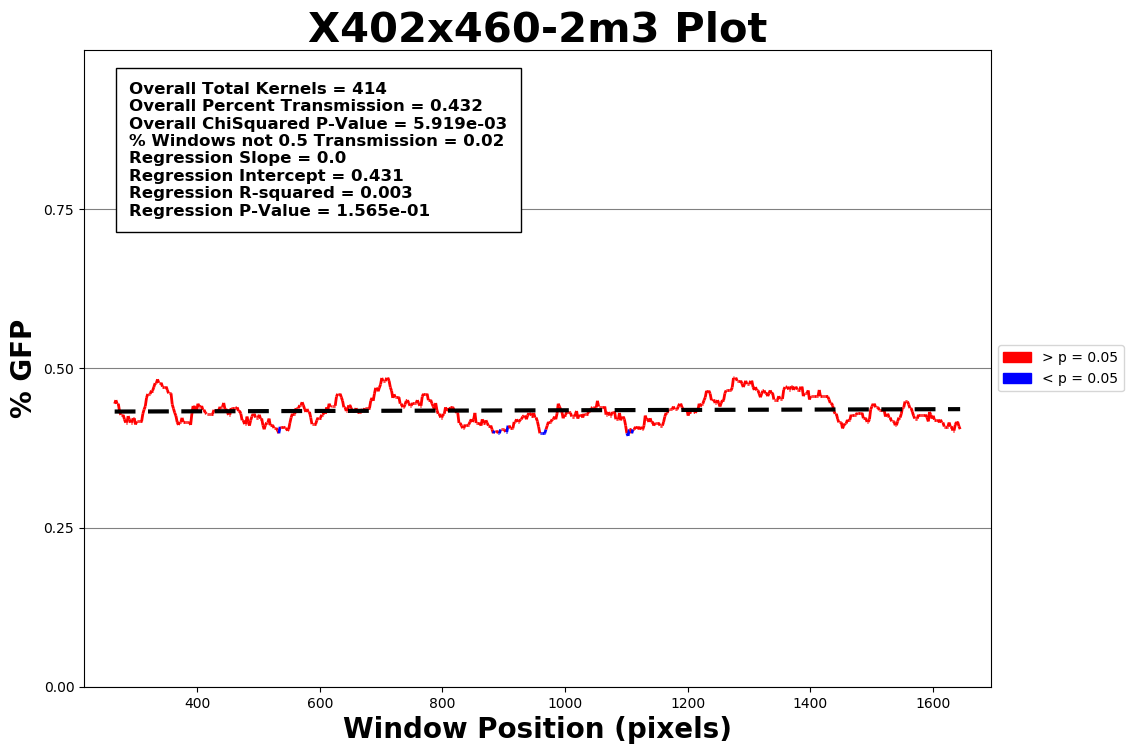 X402x460-2m3 Plot
Overall Total Kernels = 414
Overall Percent Transmission = 0.432
Overall ChiSquared P-Value = 5.919e-03
% Windows not 0.5 Transmission = 0.02
Regression Slope = 0.0
Regression Intercept = 0.431
Regression R-squared = 0.003
Regression P-Value = 1.565e-01
0.75
0.50
0.25
0.00
% GFP
> p = 0.05
< p = 0.05
400 600 800 1000 1200 1400 1600
Window Position (pixels)